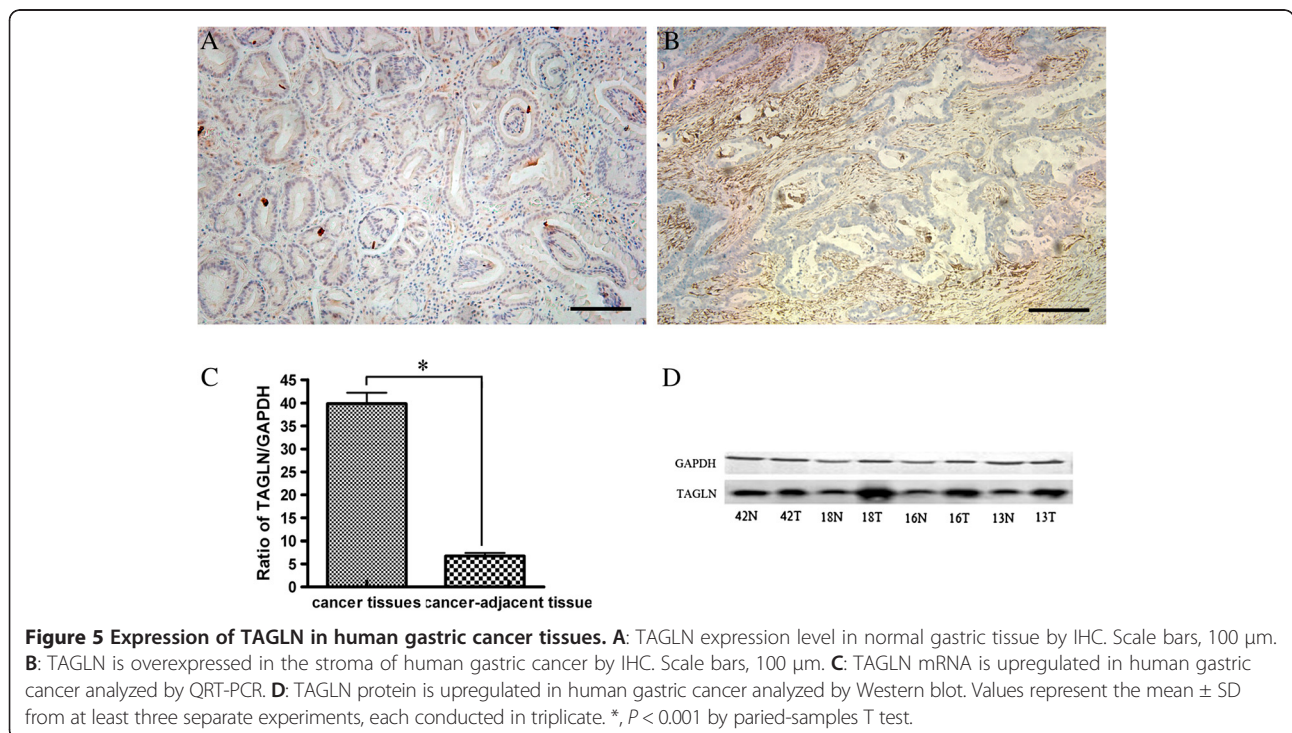 A
B
C
45
40
35
30
25
20
15
10
5
0
Ratio of TAGLN/GAPDH
*
cancer tissues :ancer-adjacent tissue
D
GAPDH
TAGLN
42N 42T 18N 18T 16N 16T 13N 13T
Figure 5 Expression of TAGLN in human gastric cancer tissues. A: TAGLN expression level in normal gastric tissue by IHC. Scale bars, 100 μm.
B: TAGLN is overexpressed in the stroma of human gastric cancer by IHC. Scale bars, 100 μm. C: TAGLN mRNA is upregulated in human gastric
cancer analyzed by QRT-PCR. D: TAGLN protein is upregulated in human gastric cancer analyzed by Western blot. Values represent the mean ± SD
from at least three separate experiments, each conducted in triplicate. *, P < 0.001 by paried-samples T test.